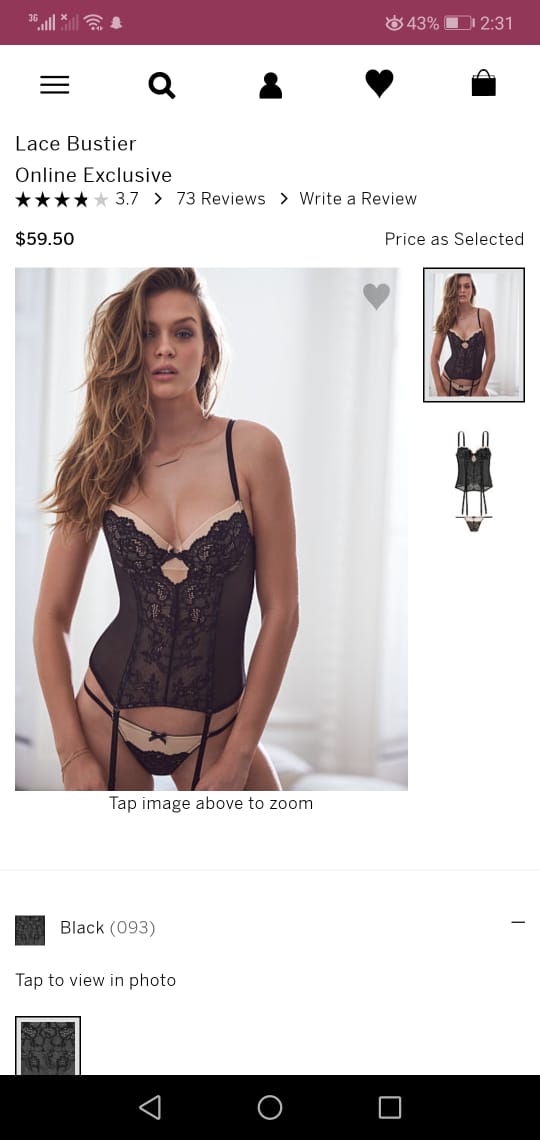 3G 43% 2:31
Lace Bustier
Online Exclusive
3.7 > 73 Reviews > Write a Review
$59.50 Price as Selected
Tap image above to zoom
Black (093)
Tap to view in photo